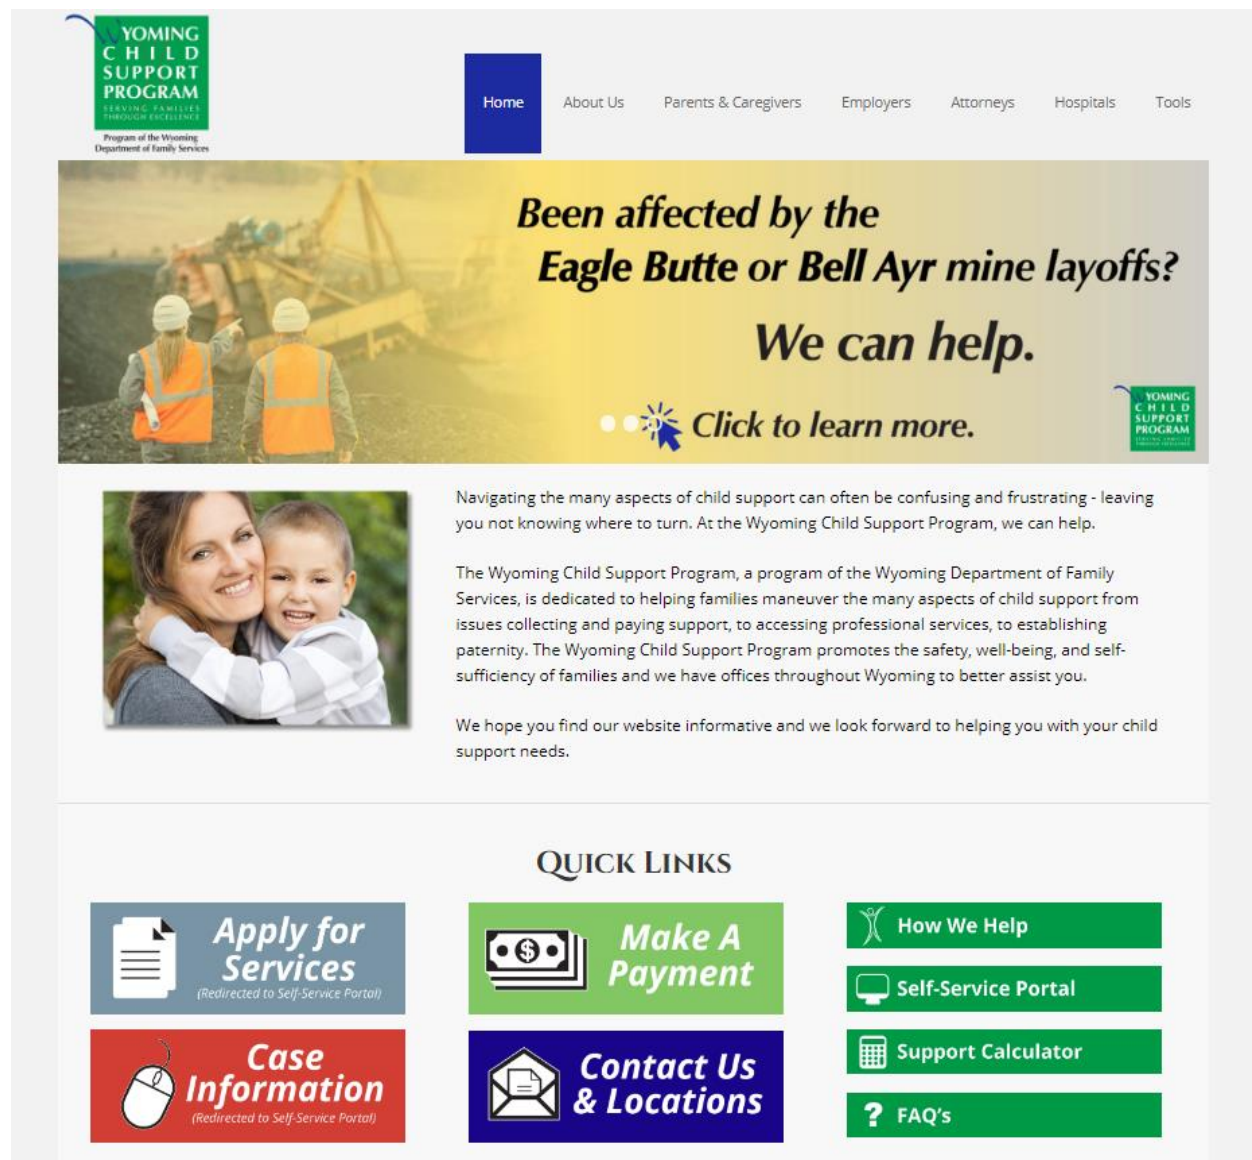 WYOMING
CHILD
SUPPORT
PROGRAM
SERVING FAMILIES
THROUGH EXCELLENCE
Program of the Wyoming
Department of Family Services
Home
About Us
Parents & Caregivers
Employers
Attorneys
Hospitals
Tools
Been affected by the
Eagle Butte or Bell Ayr mine layoffs?
We can help.
Click to learn more.
WYOMING
CHILD
SUPPORT
PROGRAM
Navigating the many aspects of child support can often be confusing and frustrating - leaving
you not knowing where to turn. At the Wyoming Child Support Program, we can help.
The Wyoming Child Support Program, a program of the Wyoming Department of Family
Services, is dedicated to helping families maneuver the many aspects of child support from
issues collecting and paying support, to accessing professional services, to establishing
paternity. The Wyoming Child Support Program promotes the safety, well-being, and self-
sufficiency of families and we have offices throughout Wyoming to better assist you.
We hope you find our website informative and we look forward to helping you with your child
support needs.
Quick Links
Apply for
Services
(Redirected to Self-Service Portal)
Case
Information
(Redirected to Self-Service Portal)
Make A
Payment
Contact Us
& Locations
How We Help
Self-Service Portal
Support Calculator
FAQ's